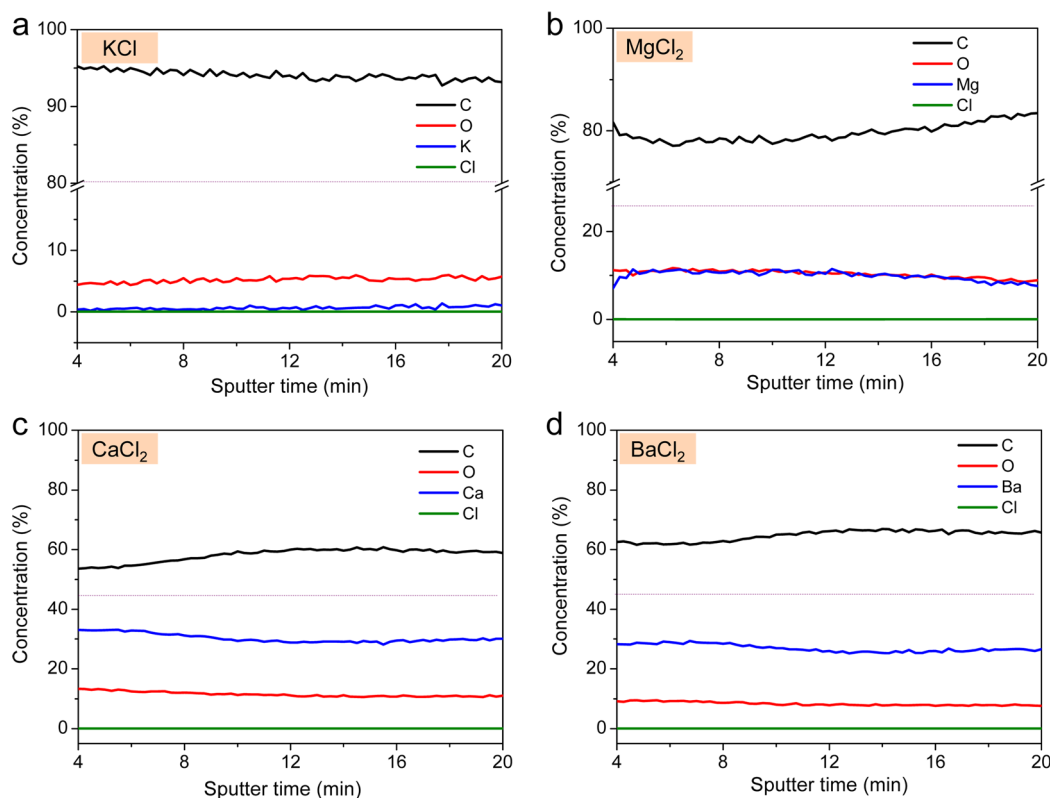 a
KCl
Concentration (%)
100
90
80
10
5
0
C
O
K
Cl
4 8 12 16 20
Sputter time (min)
b
MgCl2
Concentration (%)
100
80
20
0
C
O
Mg
Cl
4 8 12 16 20
Sputter time (min)
c
CaCl2
Concentration (%)
100
80
60
40
20
0
C
O
Ca
Cl
4 8 12 16 20
Sputter time (min)
d
BaCl2
Concentration (%)
100
80
60
40
20
0
C
O
Ba
Cl
4 8 12 16 20
Sputter time (min)